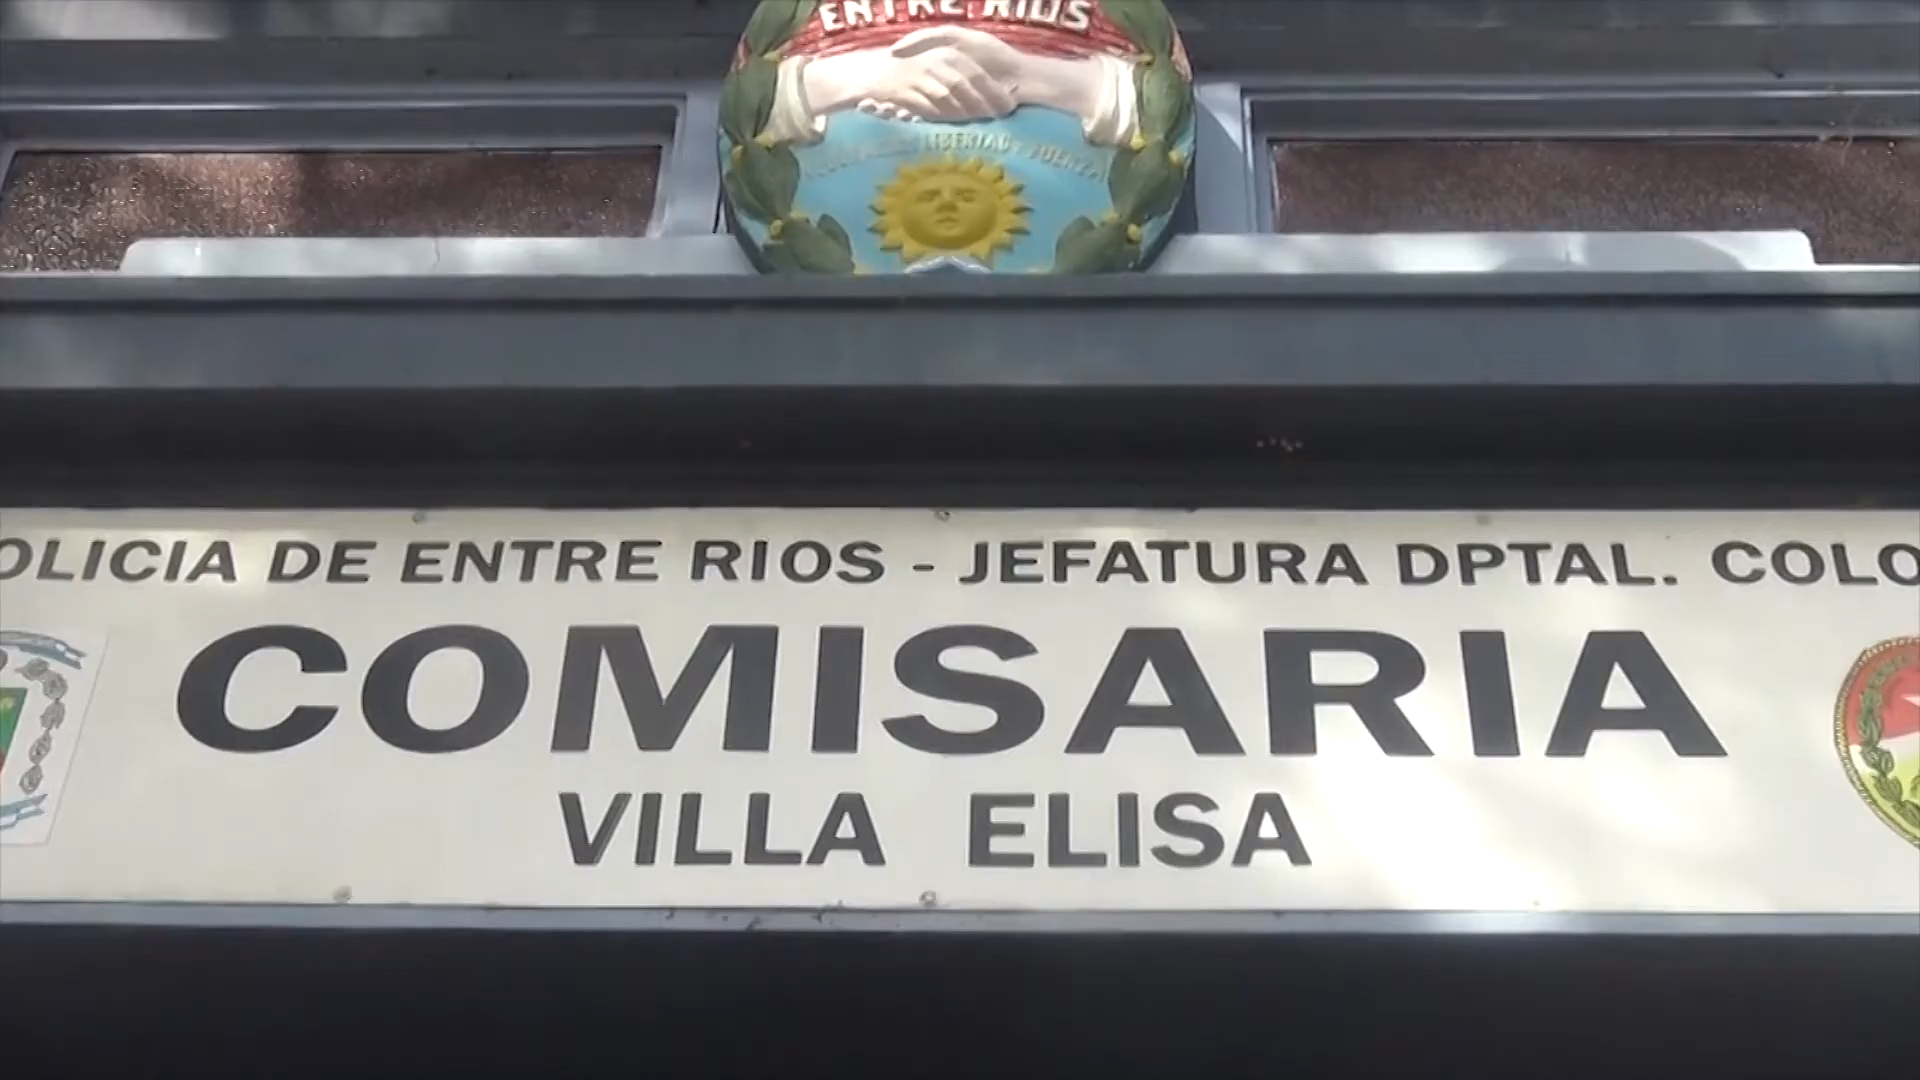 ENTRE RIOS
LIBERTAD Y FUERZA
OLICIA DE ENTRE RIOS - JEFATURA DPTAL. COLO
COMISARIA
VILLA ELISA